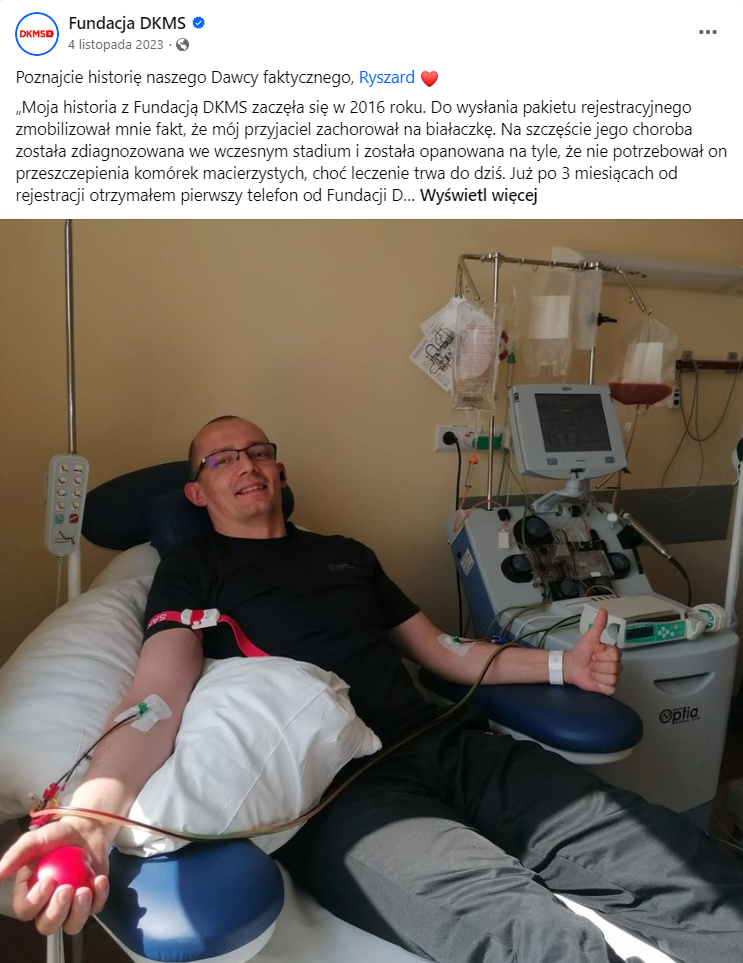 DKMS
Fundacja DKMS
4 listopada 2023 ·
Poznajcie historię naszego Dawcy faktycznego, Ryszard ❤️
„Moja historia z Fundacją DKMS zaczęła się w 2016 roku. Do wysłania pakietu rejestracyjnego
zmobilizował mnie fakt, że mój przyjaciel zachorował na białaczkę. Na szczęście jego choroba
została zdiagnozowana we wczesnym stadium i została opanowana na tyle, że nie potrzebował on
przeszczepienia komórek macierzystych, choć leczenie trwa do dziś. Już po 3 miesiącach od
rejestracji otrzymałem pierwszy telefon od Fundacji D... Wyświetl więcej
Optia